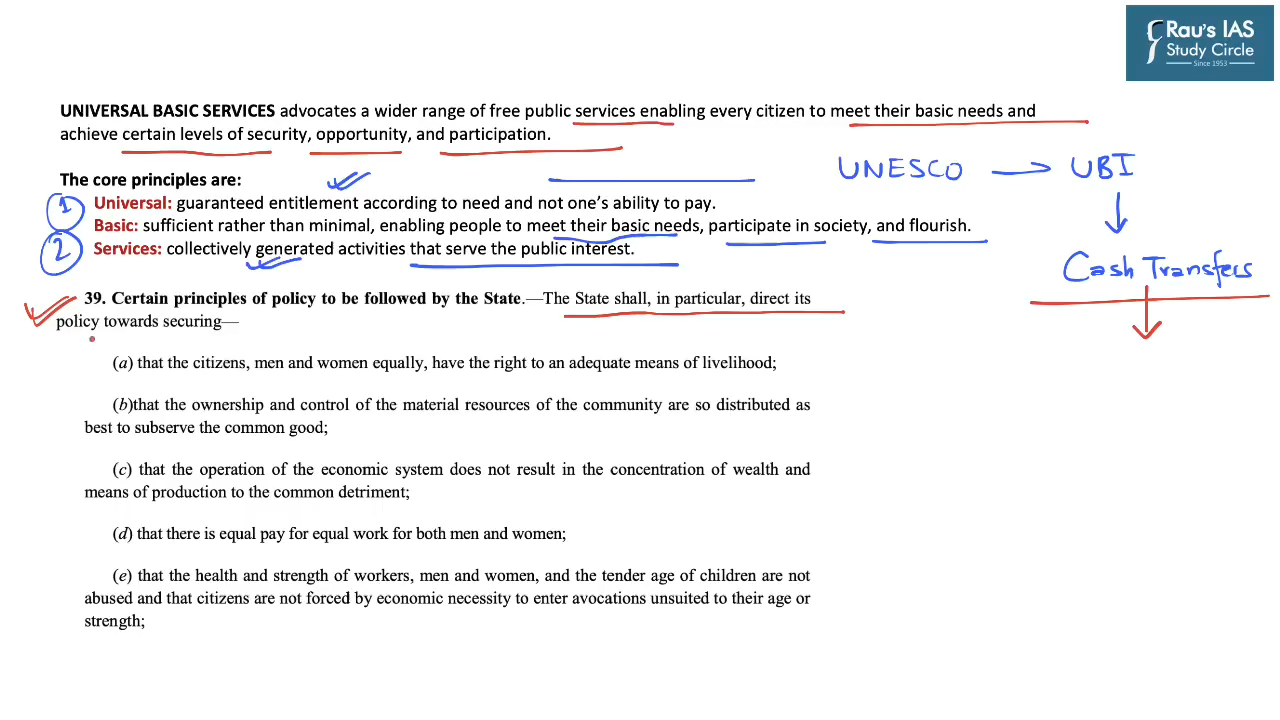 Rau's IAS
Study Circle
Since 1953
UNIVERSAL BASIC SERVICES advocates a wider range of free public services enabling every citizen to meet their basic needs and
achieve certain levels of security, opportunity, and participation.
UNESCO → UBI
The core principles are:
1 Universal: guaranteed entitlement according to need and not one's ability to pay.
Basic: sufficient rather than minimal, enabling people to meet their basic needs, participate in society, and flourish.
2 Services: collectively generated activities that serve the public interest.
Cash Transfers
39. Certain principles of policy to be followed by the State.—The State shall, in particular, direct its
policy towards securing—
(a) that the citizens, men and women equally, have the right to an adequate means of livelihood;
(b)that the ownership and control of the material resources of the community are so distributed as
best to subserve the common good;
(c) that the operation of the economic system does not result in the concentration of wealth and
means of production to the common detriment;
(d) that there is equal pay for equal work for both men and women;
(e) that the health and strength of workers, men and women, and the tender age of children are not
abused and that citizens are not forced by economic necessity to enter avocations unsuited to their age or
strength;